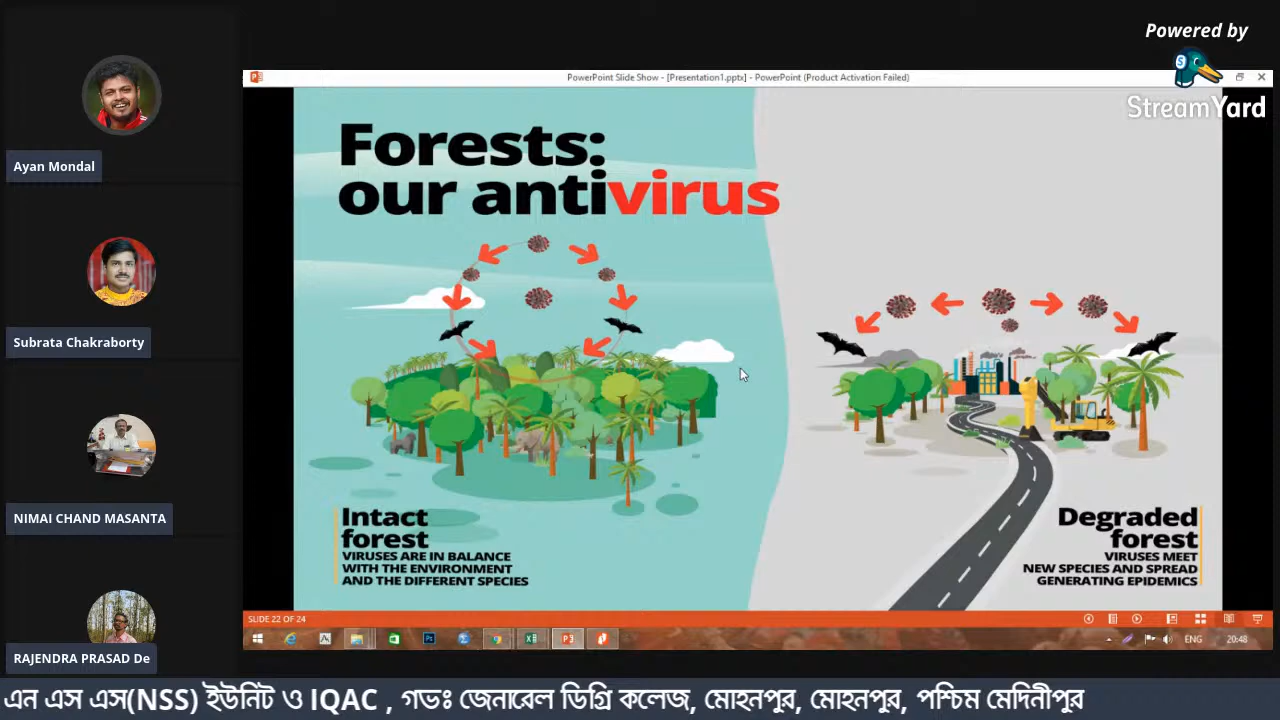 Powered by
StreamYard
PowerPoint Slide Show - [Presentation1.pptx] - PowerPoint (Product Activation Failed)
Ayan Mondal
Subrata Chakraborty
NIMAI CHAND MASANTA
RAJENDRA PRASAD De
Forests:
our antivirus
Intact
forest
VIRUSES ARE IN BALANCE
WITH THE ENVIRONMENT
AND THE DIFFERENT SPECIES
Degraded
forest
VIRUSES MEET
NEW SPECIES AND SPREAD
GENERATING EPIDEMICS
SLIDE 22 OF 24
ENG
20:48
এন এস এস(NSS) ইউনিট ও IQAC , গভঃ জেনারেল ডিগ্রি কলেজ, মোহনপুর, মোহনপুর, পশ্চিম মেদিনীপুর